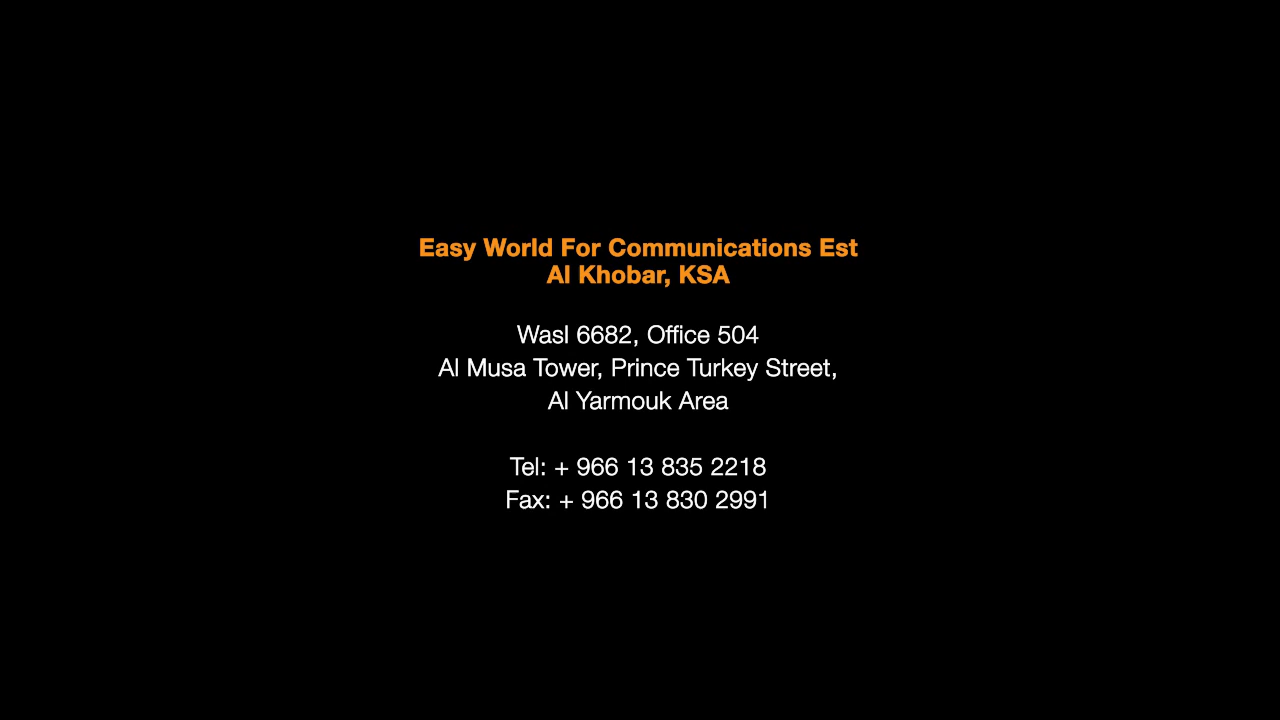 Easy World For Communications Est
Al Khobar, KSA
Wasl 6682, Office 504
Al Musa Tower, Prince Turkey Street,
Al Yarmouk Area
Tel: + 966 13 835 2218
Fax: + 966 13 830 2991